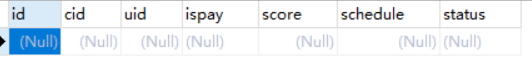 id cid uid ispay score schedule status
(Null) (Null) (Null) (Null) (Null) (Null) (Null)